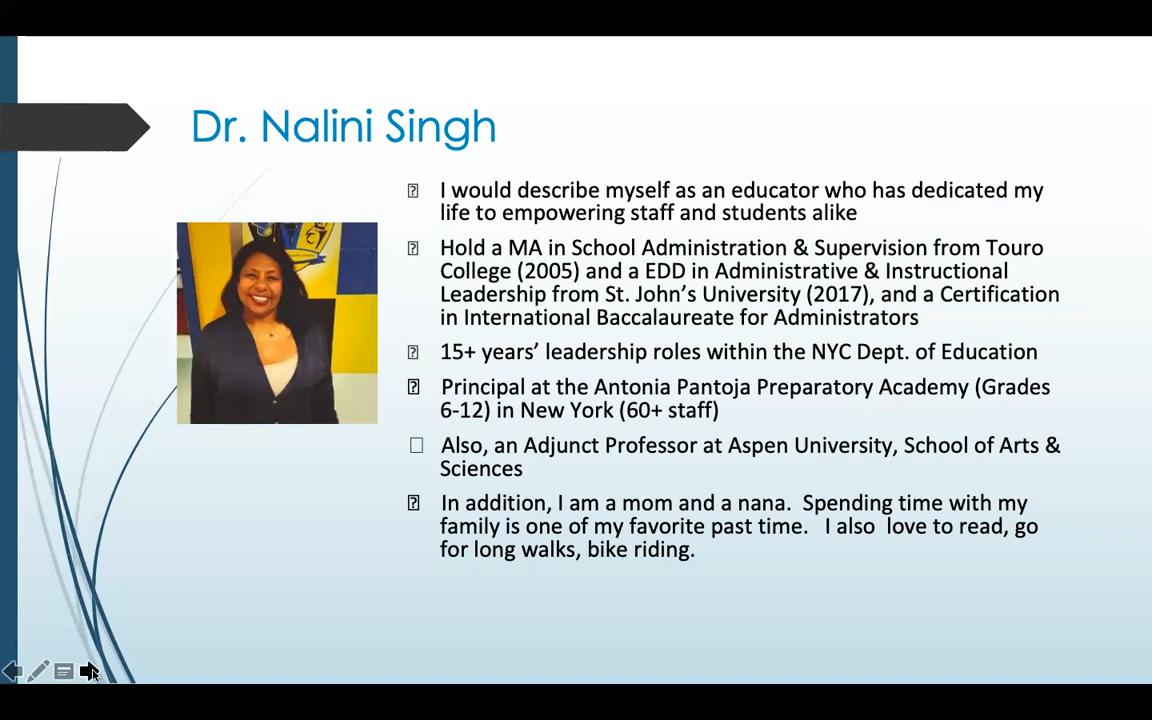 Dr. Nalini Singh
I would describe myself as an educator who has dedicated my
life to empowering staff and students alike
Hold a MA in School Administration & Supervision from Touro
College (2005) and a EDD in Administrative & Instructional
Leadership from St. John's University (2017), and a Certification
in International Baccalaureate for Administrators
15+ years' leadership roles within the NYC Dept. of Education
Principal at the Antonia Pantoja Preparatory Academy (Grades
6-12) in New York (60+ staff)
Also, an Adjunct Professor at Aspen University, School of Arts &
Sciences
In addition, I am a mom and a nana.  Spending time with my
family is one of my favorite past time.   I also  love to read, go
for long walks, bike riding.